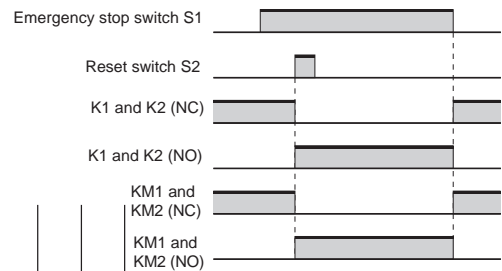 Emergency stop switch S1
Reset switch S2
K1 and K2 (NC)
K1 and K2 (NO)
KM1 and
KM2 (NC)
KM1 and
KM2 (NO)